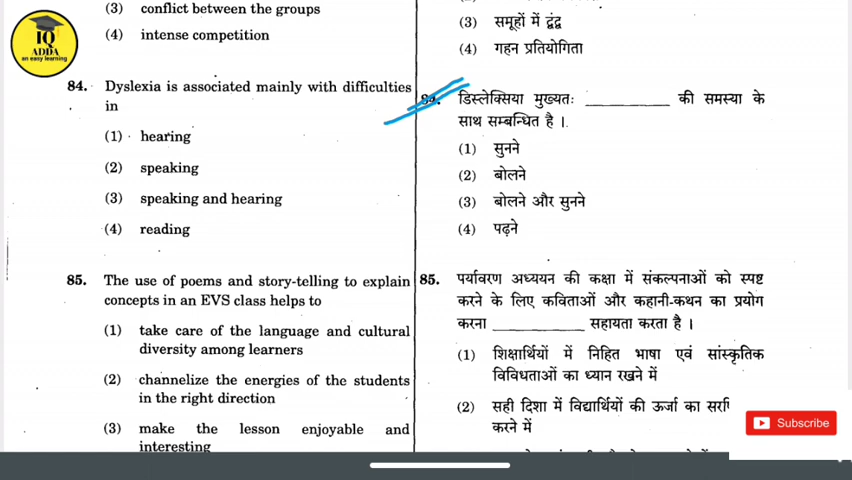 IQ
ADDA
an easy learning
(3) conflict between the groups
(4) intense competition
84. Dyslexia is associated mainly with difficulties
in
(1) hearing
(2) speaking
(3) speaking and hearing
(4) reading
85. The use of poems and story-telling to explain
concepts in an EVS class helps to
(1) take care of the language and cultural
diversity among learners
(2) channelize the energies of the students
in the right direction
(3) make the lesson enjoyable and
interesting
(3) समूहों में द्वंद्व
(4) गहन प्रतियोगिता
84. डिस्लेक्सिया मुख्यतः __________ की समस्या के
साथ सम्बन्धित है ।
(1) सुनने
(2) बोलने
(3) बोलने और सुनने
(4) पढ़ने
85. पर्यावरण अध्ययन की कक्षा में संकल्पनाओं को स्पष्ट
करने के लिए कविताओं और कहानी-कथन का प्रयोग
करना __________ सहायता करता है ।
(1) शिक्षार्थियों में निहित भाषा एवं सांस्कृतिक
विविधताओं का ध्यान रखने में
(2) सही दिशा में विद्यार्थियों की ऊर्जा का
करने में
Subscribe